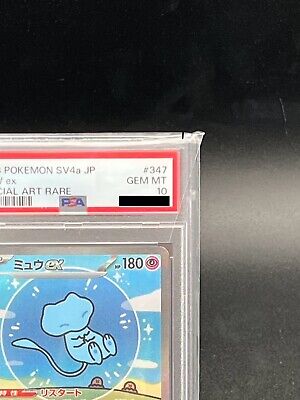 POKEMON SV4a JP #347
ex GEM MT
CIAL ART RARE 10
PSA
ミュウex HP180
リスタート